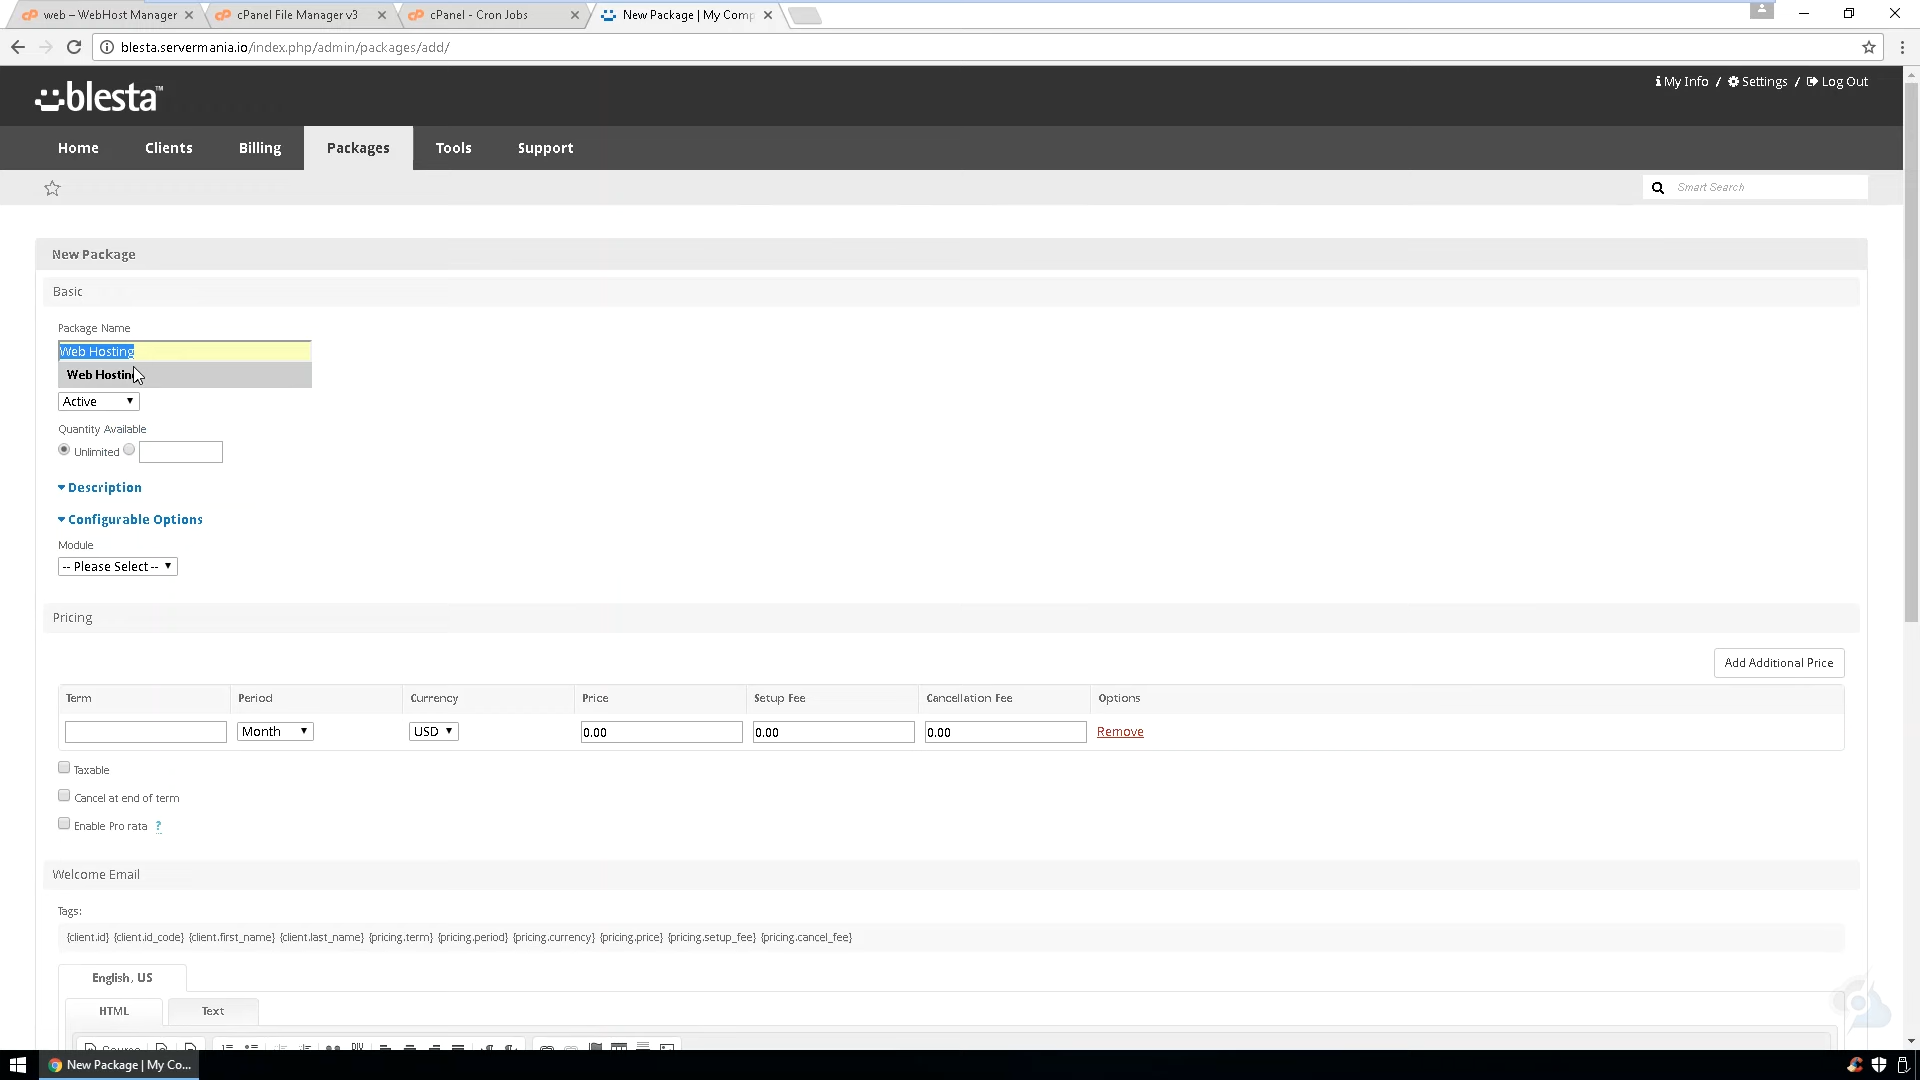 web – WebHost Manager
cPanel File Manager v3
cPanel - Cron Jobs
New Package | My Comp
blesta.servermania.io/index.php/admin/packages/add/
My Info / Settings / Log Out
blesta™
Home
Clients
Billing
Packages
Tools
Support
Smart Search
New Package
Basic
Package Name
Web Hosting
Web Hosting
Active
Quantity Available
Unlimited
Description
Configurable Options
Module
-- Please Select --
Pricing
Add Additional Price
Term Period Currency Price Setup Fee Cancellation Fee Options
Month USD 0.00 0.00 0.00 Remove
Taxable
Cancel at end of term
Enable Pro rata ?
Welcome Email
Tags:
{client.id} {client.id_code} {client.first_name} {client.last_name} {pricing.term} {pricing.period} {pricing.currency} {pricing.price} {pricing.setup_fee} {pricing.cancel_fee}
English, US
HTML
Text
Source
New Package | My Co...